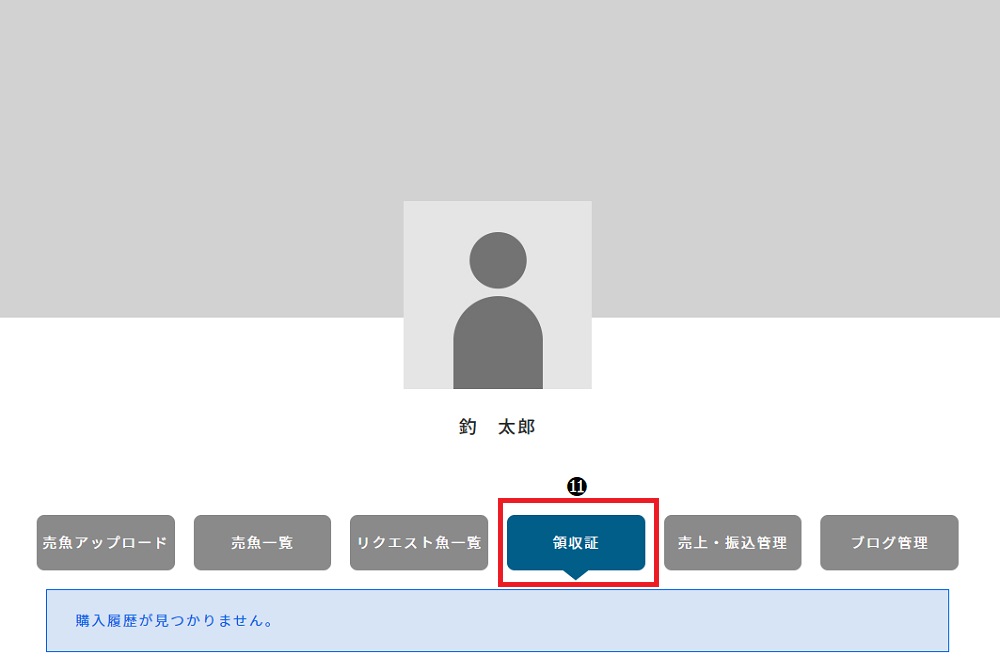 釣　太郎
⓫
売魚アップロード
売魚一覧
リクエスト魚一覧
領収証
売上・振込管理
ブログ管理
購入履歴が見つかりません。